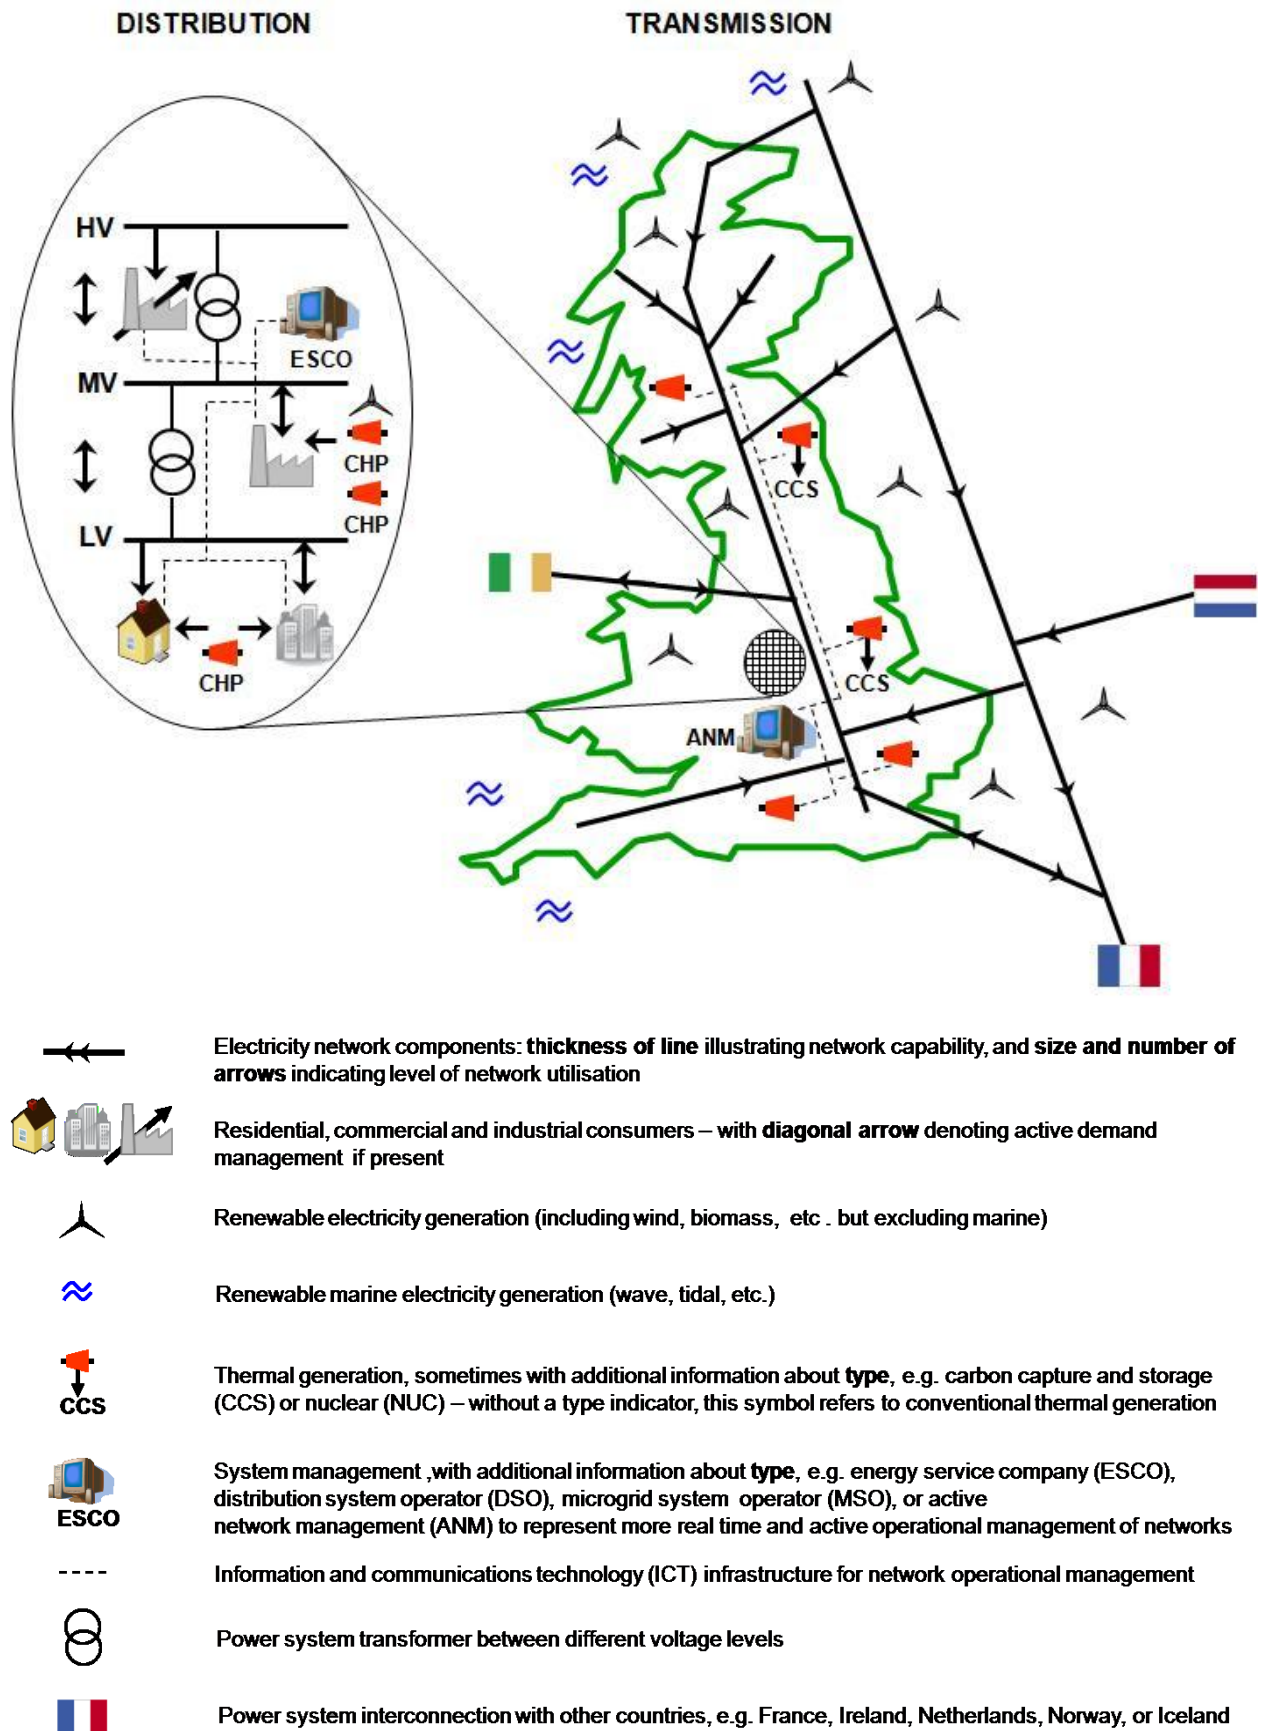 DISTRIBUTION
TRANSMISSION
HV
ESCO
MV
CHP
CHP
LV
CHP
CCS
CCS
ANM
Electricity network components: thickness of line illustrating network capability, and size and number of
arrows indicating level of network utilisation
Residential, commercial and industrial consumers – with diagonal arrow denoting active demand
management if present
Renewable electricity generation (including wind, biomass, etc . but excluding marine)
Renewable marine electricity generation (wave, tidal, etc.)
CCS
Thermal generation, sometimes with additional information about type, e.g. carbon capture and storage
(CCS) or nuclear (NUC) – without a type indicator, this symbol refers to conventional thermal generation
ESCO
System management ,with additional information about type, e.g. energy service company (ESCO),
distribution system operator (DSO), microgrid system operator (MSO), or active
network management (ANM) to represent more real time and active operational management of networks
Information and communications technology (ICT) infrastructure for network operational management
Power system transformer between different voltage levels
Power system interconnection with other countries, e.g. France, Ireland, Netherlands, Norway, or Iceland